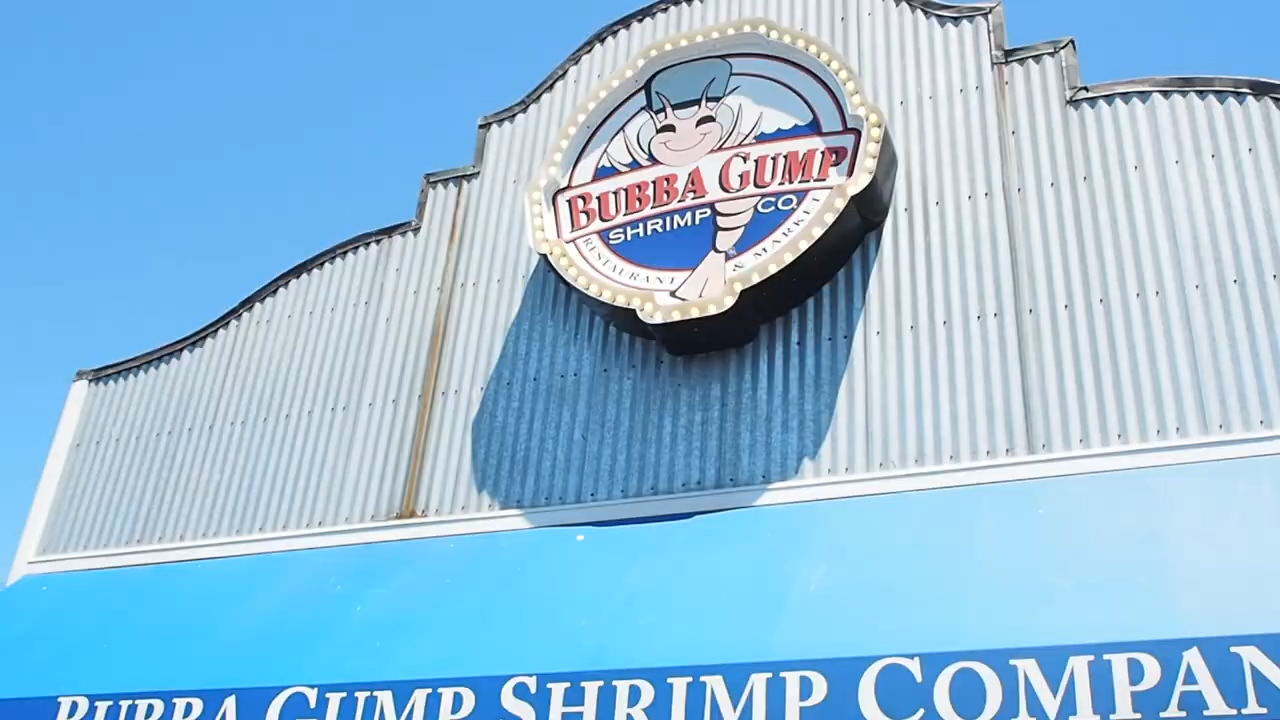 BUBBA GUMP
SHRIMP CO.
RESTAURANT & MARKET
BUBBA GUMP SHRIMP COMPAN